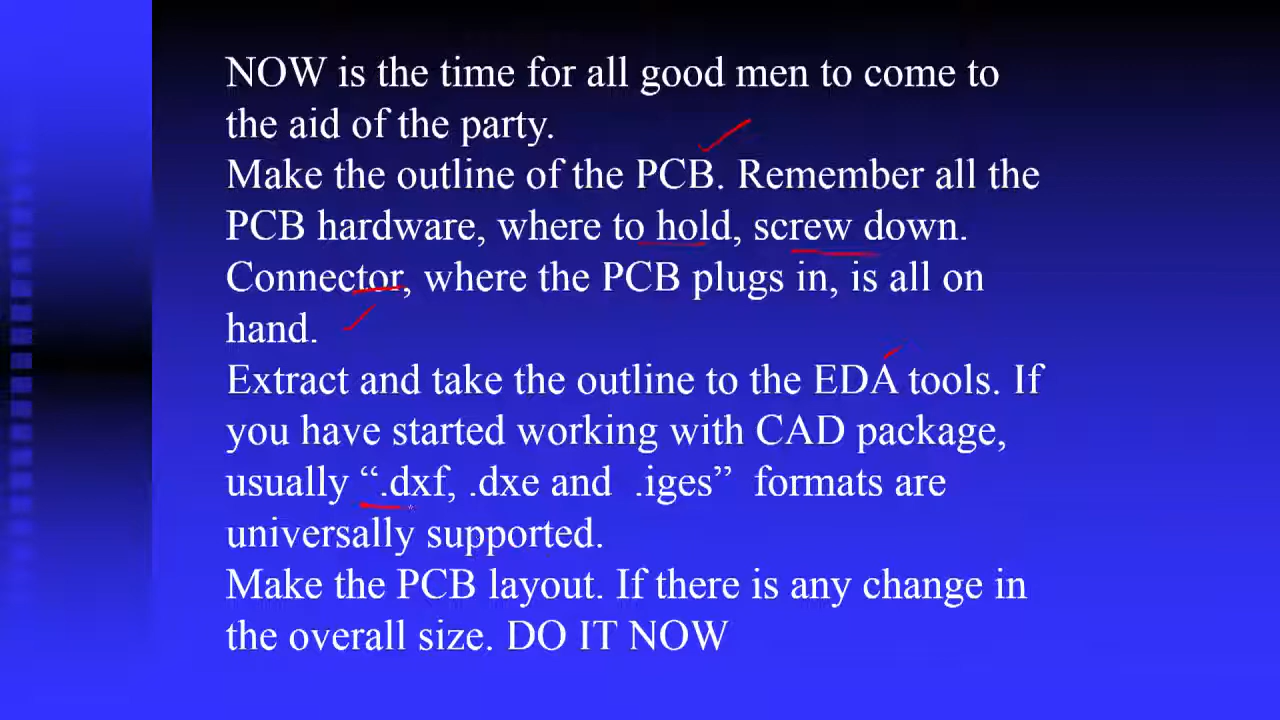 NOW is the time for all good men to come to
the aid of the party.
Make the outline of the PCB. Remember all the
PCB hardware, where to hold, screw down.
Connector, where the PCB plugs in, is all on
hand.
Extract and take the outline to the EDA tools. If
you have started working with CAD package,
usually “.dxf, .dxe and .iges” formats are
universally supported.
Make the PCB layout. If there is any change in
the overall size. DO IT NOW